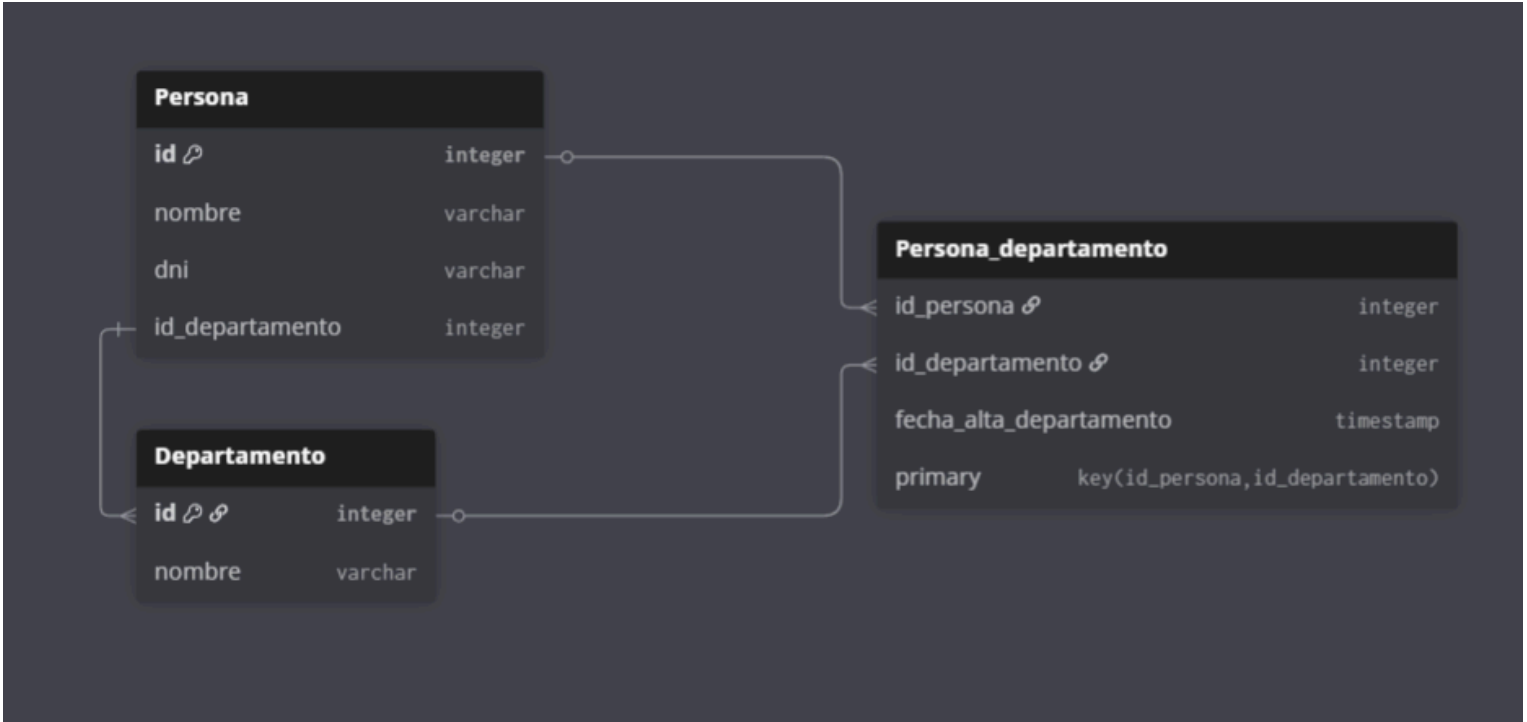 Persona
id integer
nombre varchar
dni varchar
id_departamento integer
Departamento
id integer
nombre varchar
Persona_departamento
id_persona integer
id_departamento integer
fecha_alta_departamento timestamp
primary key(id_persona,id_departamento)